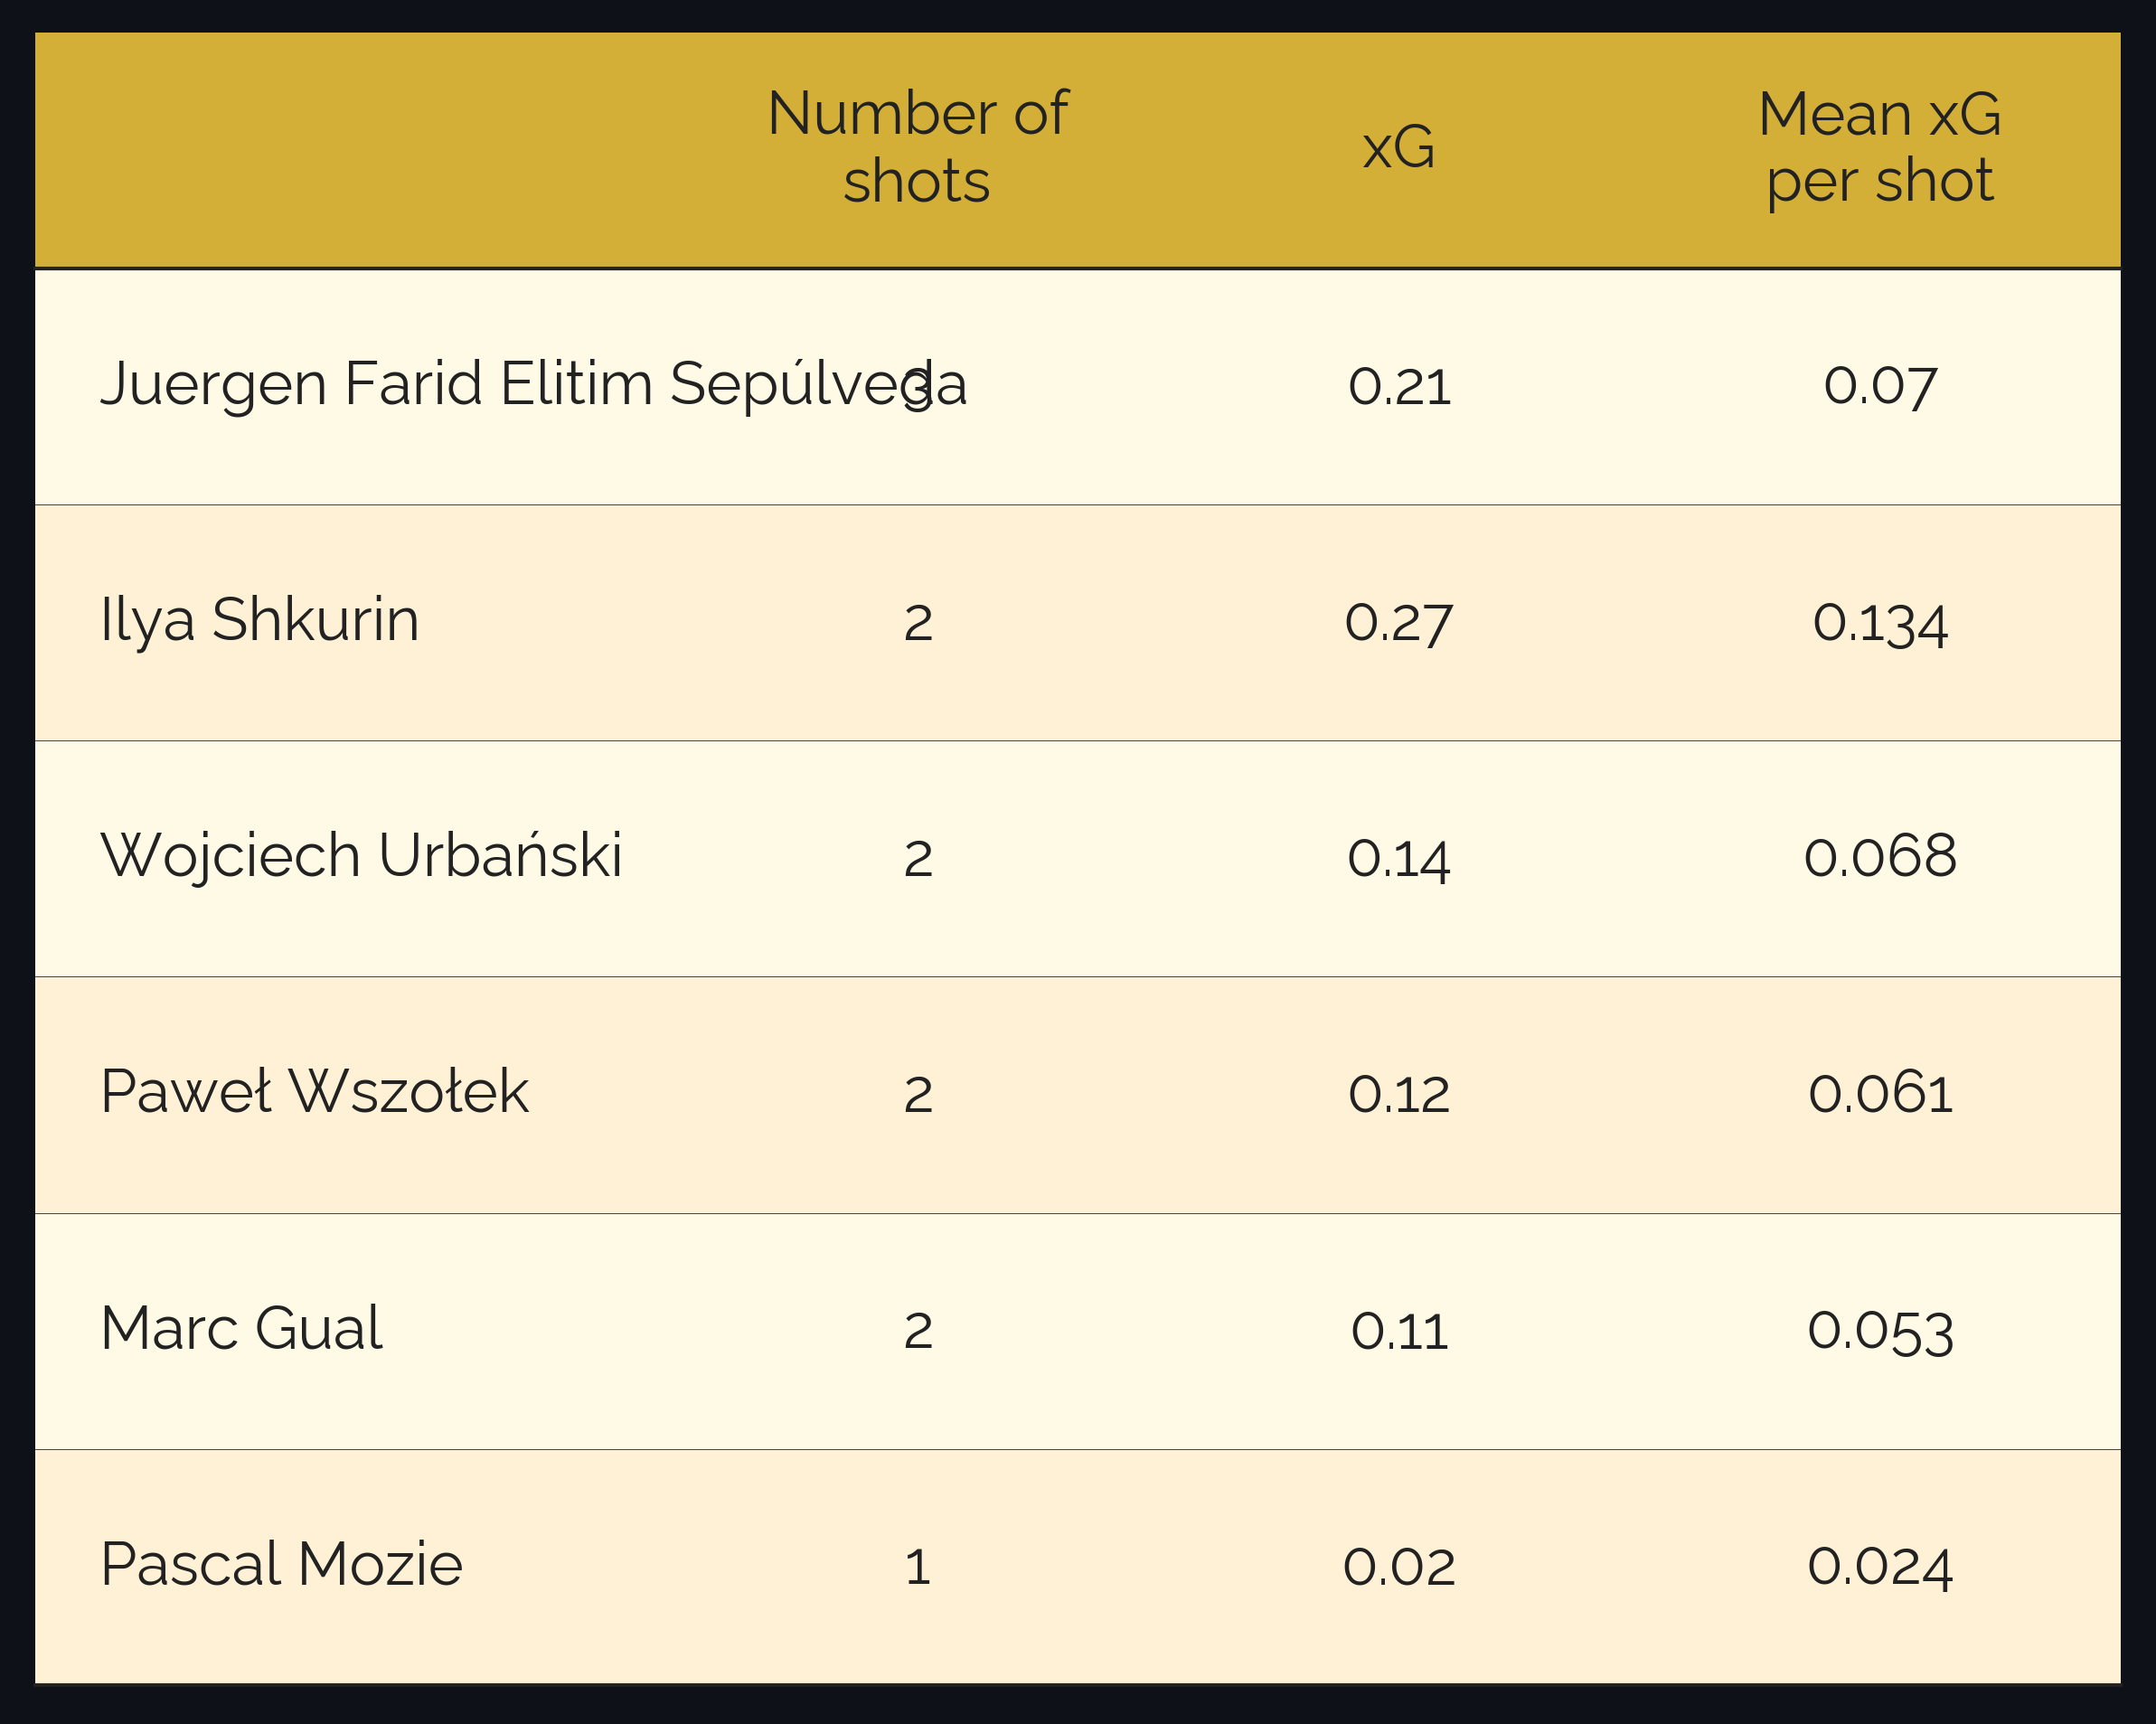 Number of shots xG Mean xG per shot
Juergen Farid Elitim Sepúlveda 3 0.21 0.07
Ilya Shkurin 2 0.27 0.134
Wojciech Urbański 2 0.14 0.068
Paweł Wszołek 2 0.12 0.061
Marc Gual 2 0.11 0.053
Pascal Mozie 1 0.02 0.024